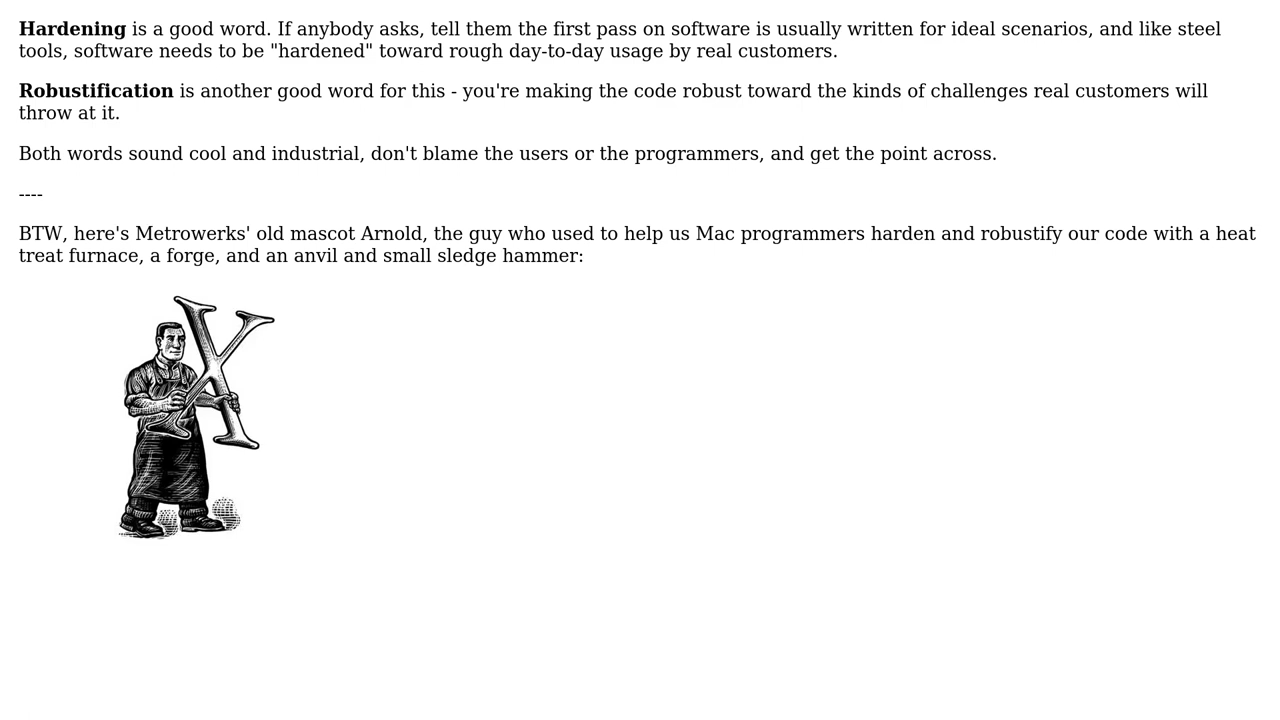 Hardening is a good word. If anybody asks, tell them the first pass on software is usually written for ideal scenarios, and like steel
tools, software needs to be "hardened" toward rough day-to-day usage by real customers.
Robustification is another good word for this - you're making the code robust toward the kinds of challenges real customers will
throw at it.
Both words sound cool and industrial, don't blame the users or the programmers, and get the point across.
----
BTW, here's Metrowerks' old mascot Arnold, the guy who used to help us Mac programmers harden and robustify our code with a heat
treat furnace, a forge, and an anvil and small sledge hammer:
X